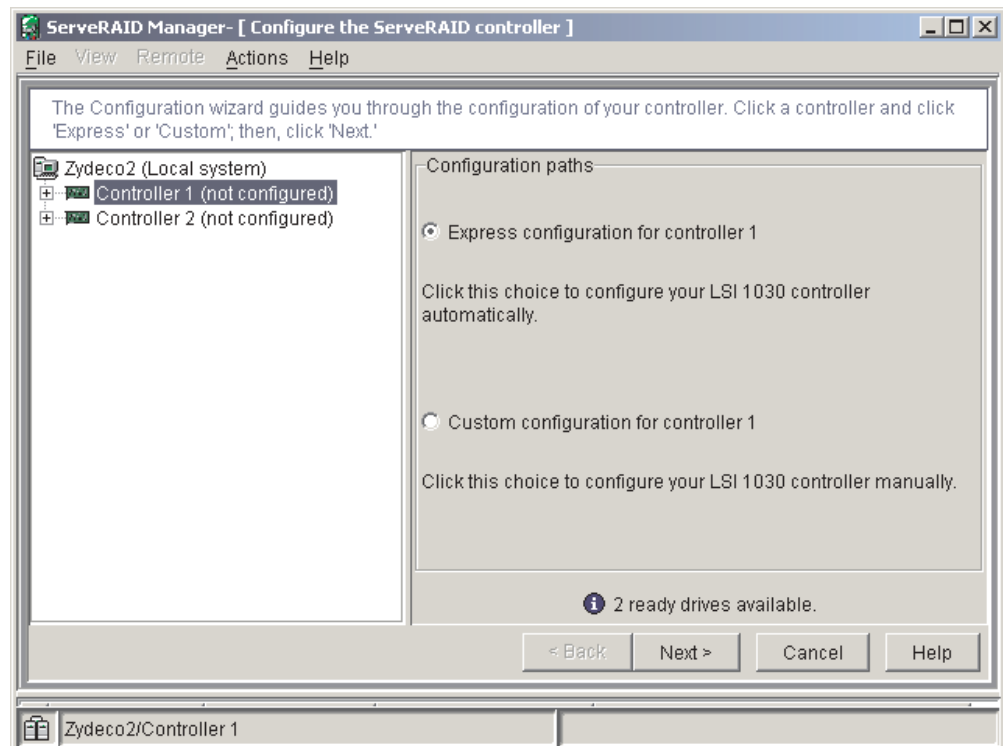 ServeRAID Manager- [ Configure the ServeRAID controller ]
File View Remote Actions Help
The Configuration wizard guides you through the configuration of your controller. Click a controller and click
'Express' or 'Custom'; then, click 'Next.'
Zydeco2 (Local system)
Controller 1 (not configured)
Controller 2 (not configured)
Configuration paths
Express configuration for controller 1
Click this choice to configure your LSI 1030 controller
automatically.
Custom configuration for controller 1
Click this choice to configure your LSI 1030 controller manually.
2 ready drives available.
< Back Next > Cancel Help
Zydeco2/Controller 1